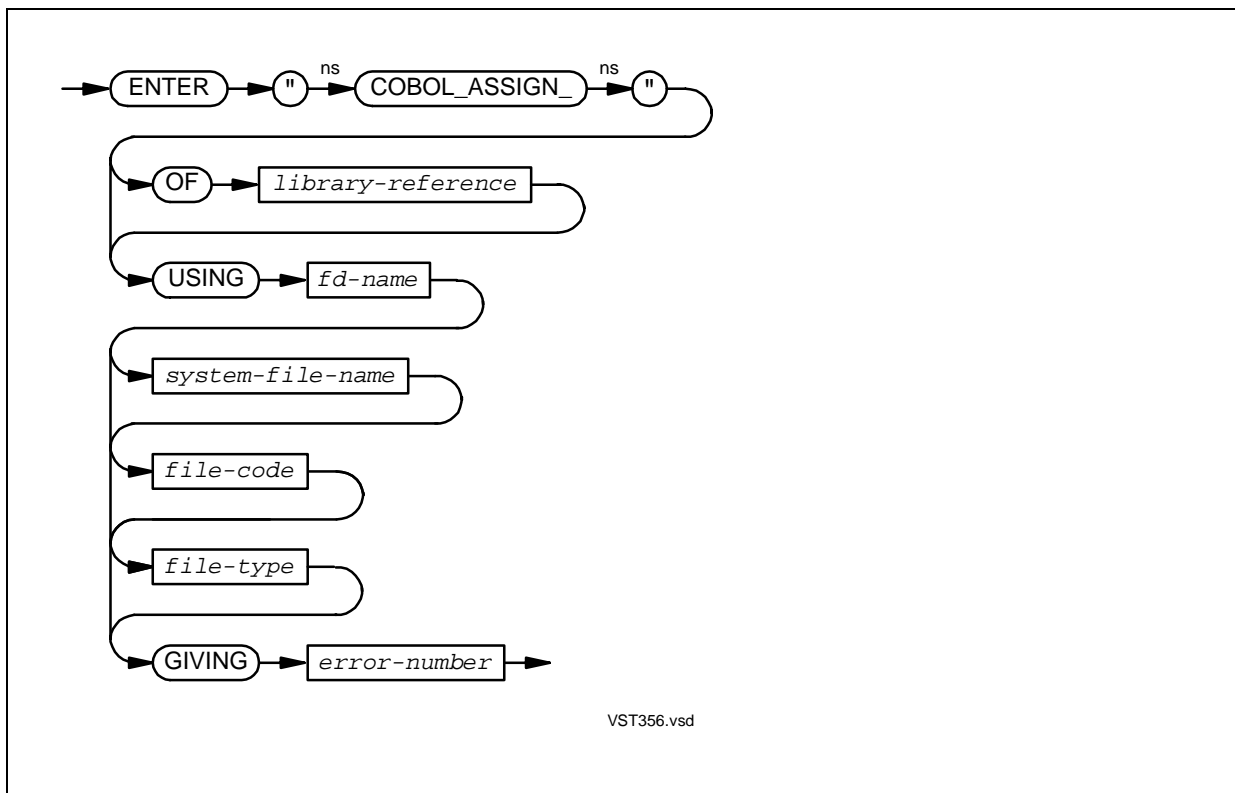 ns ns
ENTER " COBOL_ASSIGN_ "
OF library-reference
USING fd-name
system-file-name
file-code
file-type
GIVING error-number
VST356.vsd